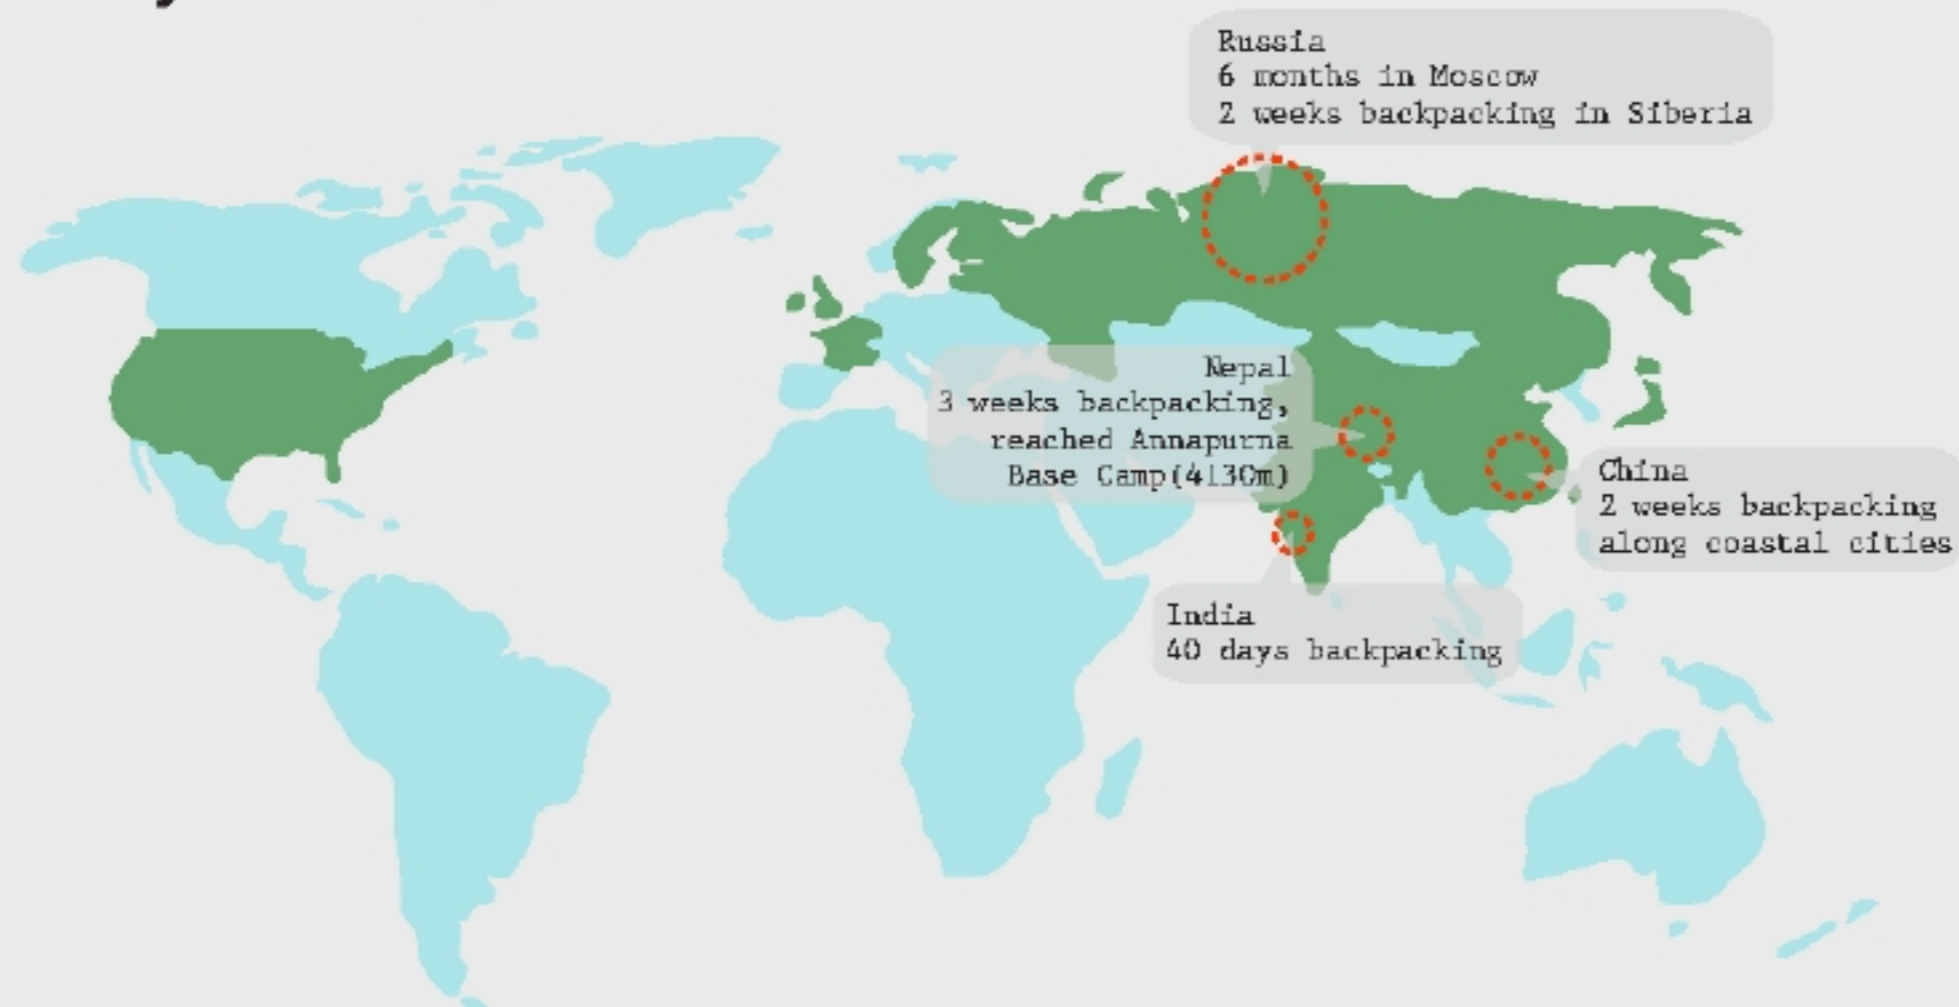 Russia
6 months in Moscow
2 weeks backpacking in Siberia
Nepal
3 weeks backpacking,
reached Annapurna
Base Camp(4130m)
China
2 weeks backpacking
along coastal cities
India
40 days backpacking